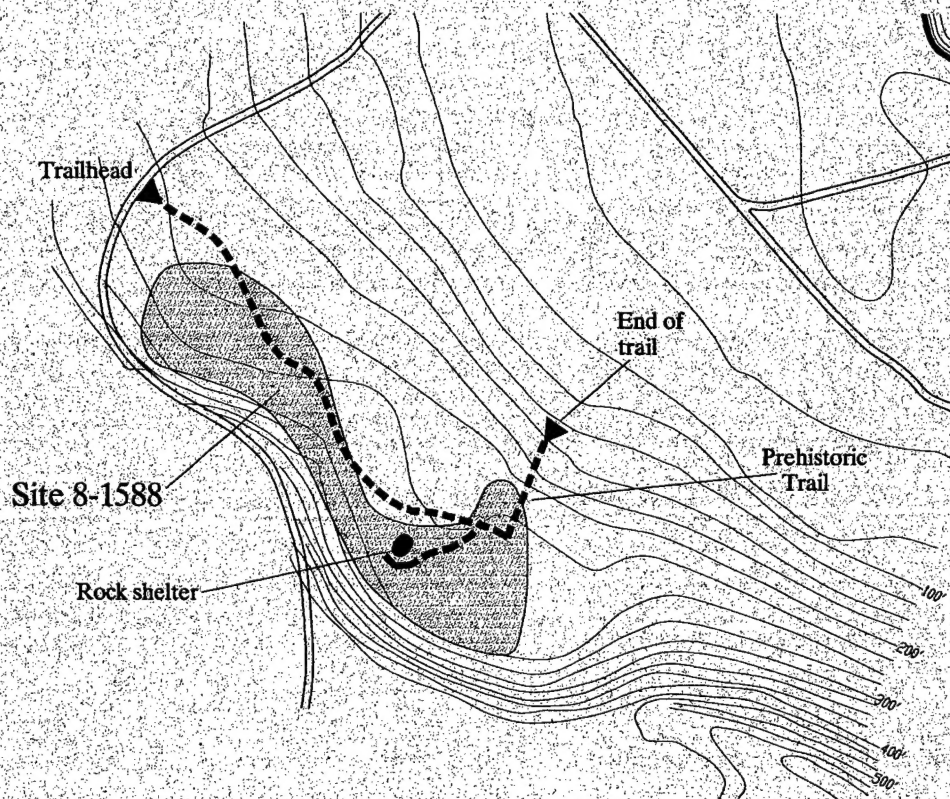 Trailhead
End of
trail
Prehistoric
Trail
Site 8-1588
Rock shelter
100'
200'
300'
400'
500'